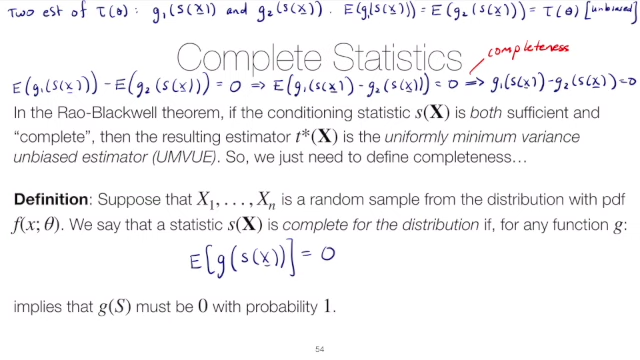 Two est of τ(θ): g₁(s(x̰)) and g₂(s(x̰)). E(g₁(s(x̰))) = E(g₂(s(x̰))) = τ(θ) [unbiased]
Complete Statistics
completeness
E(g₁(s(x̰))) - E(g₂(s(x̰))) = 0 ⇒ E(g₁(s(x̰)) - g₂(s(x̰))) = 0 ⇒ g₁(s(x̰)) - g₂(s(x̰)) = 0
In the Rao-Blackwell theorem, if the conditioning statistic s(X) is both sufficient and
“complete”, then the resulting estimator t*(X) is the uniformly minimum variance
unbiased estimator (UMVUE). So, we just need to define completeness…
Definition: Suppose that X₁, . . . , Xₙ is a random sample from the distribution with pdf
f(x; θ). We say that a statistic s(X) is complete for the distribution if, for any function g:
E[g(s(x̰))] = 0
implies that g(S) must be 0 with probability 1.
54